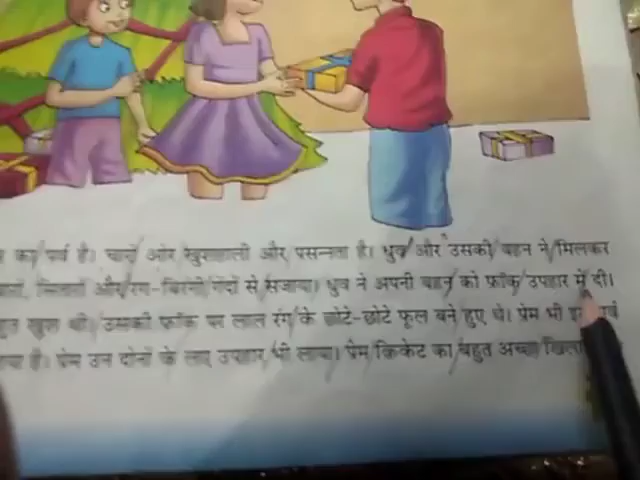 का पर्व है। चारों ओर खुशहाली और प्रसन्नता है। ध्रुव और उसकी बहन ने मिलकर
सितारों और रंग-बिरंगी गेंदों से सजाया। ध्रुव ने अपनी बहन को फ्रॉक उपहार में दी।
खुश थी। उसकी फ्रॉक पर लाल रंग के छोटे-छोटे फूल बने हुए थे। प्रेम भी
है। प्रेम उन दोनों के लिए उपहार भी लाया। प्रेम क्रिकेट का बहुत अच्छा